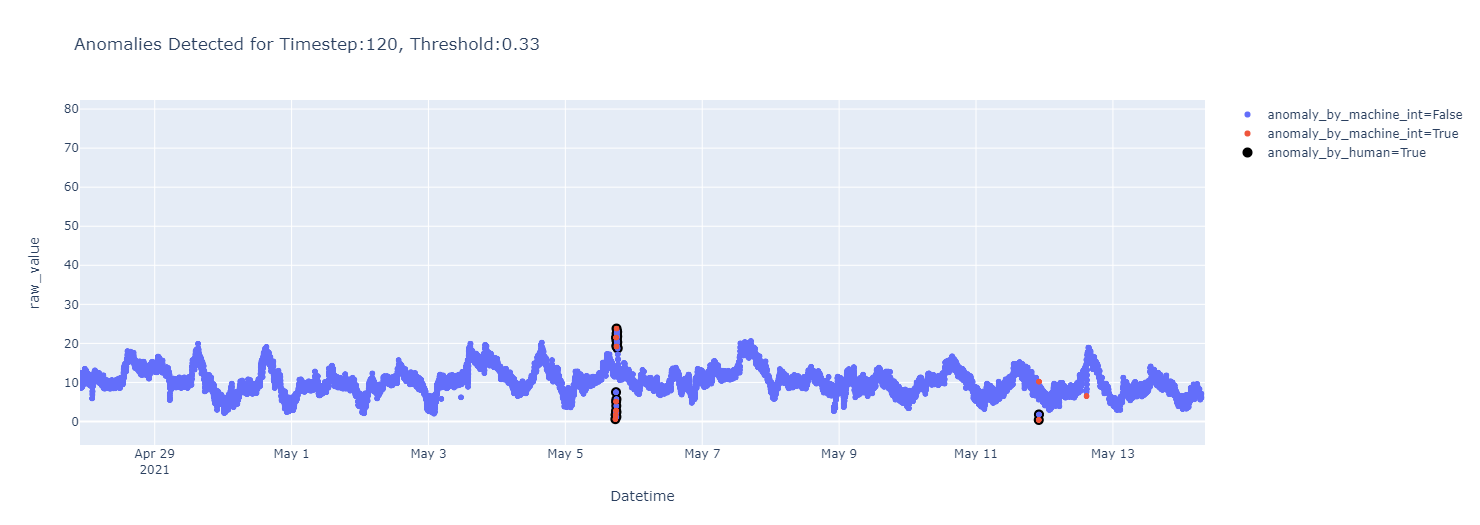 Anomalies Detected for Timestep:120, Threshold:0.33
anomaly_by_machine_int=False
anomaly_by_machine_int=True
anomaly_by_human=True
80
70
60
50
40
30
20
10
0
raw_value
Apr 29
2021
May 1
May 3
May 5
May 7
May 9
May 11
May 13
Datetime